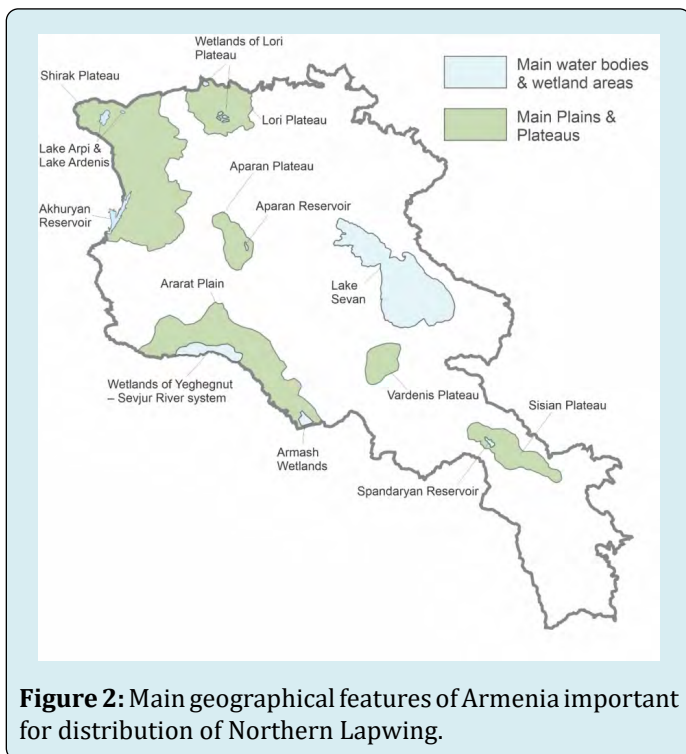 Wetlands of Lori
Plateau
Shirak Plateau
Main water bodies
& wetland areas
Main Plains &
Plateaus
Lori Plateau
Lake Arpi &
Lake Ardenis
Aparan Plateau
Aparan Reservoir
Akhuryan
Reservoir
Ararat Plain
Lake
Sevan
Wetlands of Yeghegnut
– Sevjur River system
Vardenis Plateau
Sisian Plateau
Armash
Wetlands
Spandaryan Reservoir
Figure 2: Main geographical features of Armenia important
for distribution of Northern Lapwing.